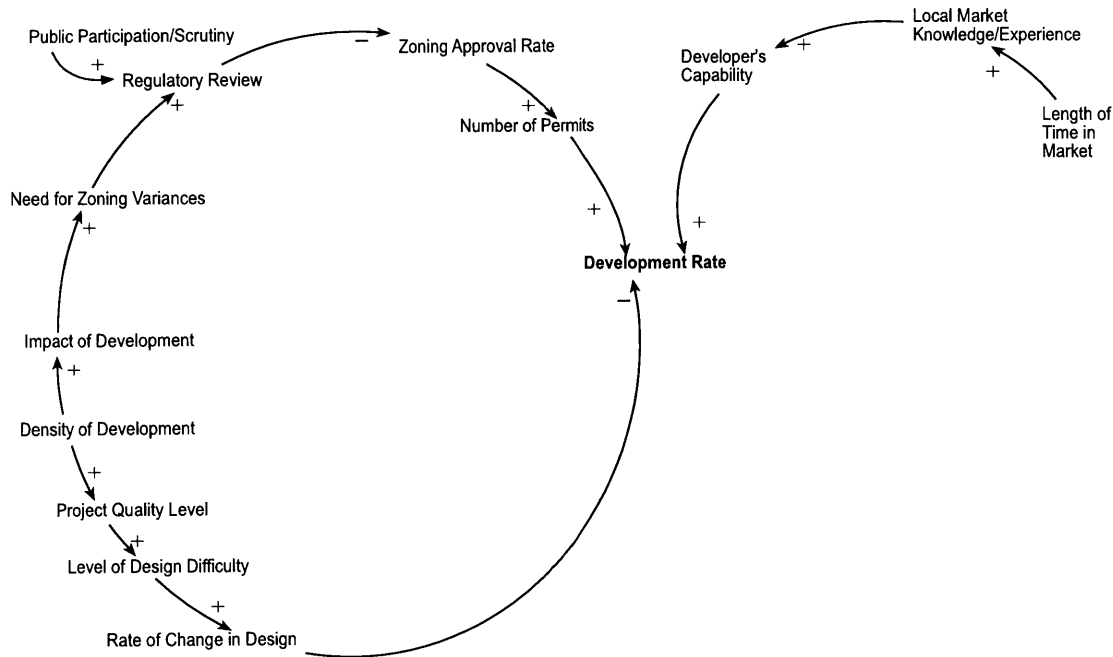 Public Participation/Scrutiny
+
Regulatory Review
+
−
Zoning Approval Rate
+
Number of Permits
+
Local Market
Knowledge/Experience
+
Developer's
Capability
+
Length of
Time in
Market
+
Development Rate
−
Need for Zoning Variances
+
Impact of Development
+
Density of Development
+
Project Quality Level
+
Level of Design Difficulty
+
Rate of Change in Design